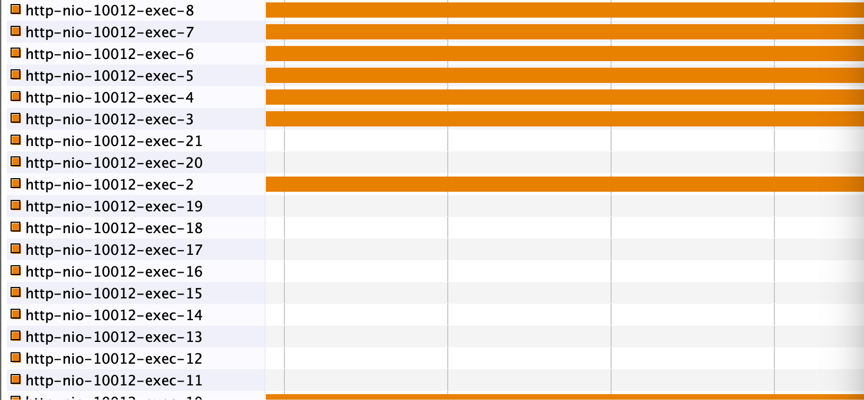 http-nio-10012-exec-8
http-nio-10012-exec-7
http-nio-10012-exec-6
http-nio-10012-exec-5
http-nio-10012-exec-4
http-nio-10012-exec-3
http-nio-10012-exec-21
http-nio-10012-exec-20
http-nio-10012-exec-2
http-nio-10012-exec-19
http-nio-10012-exec-18
http-nio-10012-exec-17
http-nio-10012-exec-16
http-nio-10012-exec-15
http-nio-10012-exec-14
http-nio-10012-exec-13
http-nio-10012-exec-12
http-nio-10012-exec-11